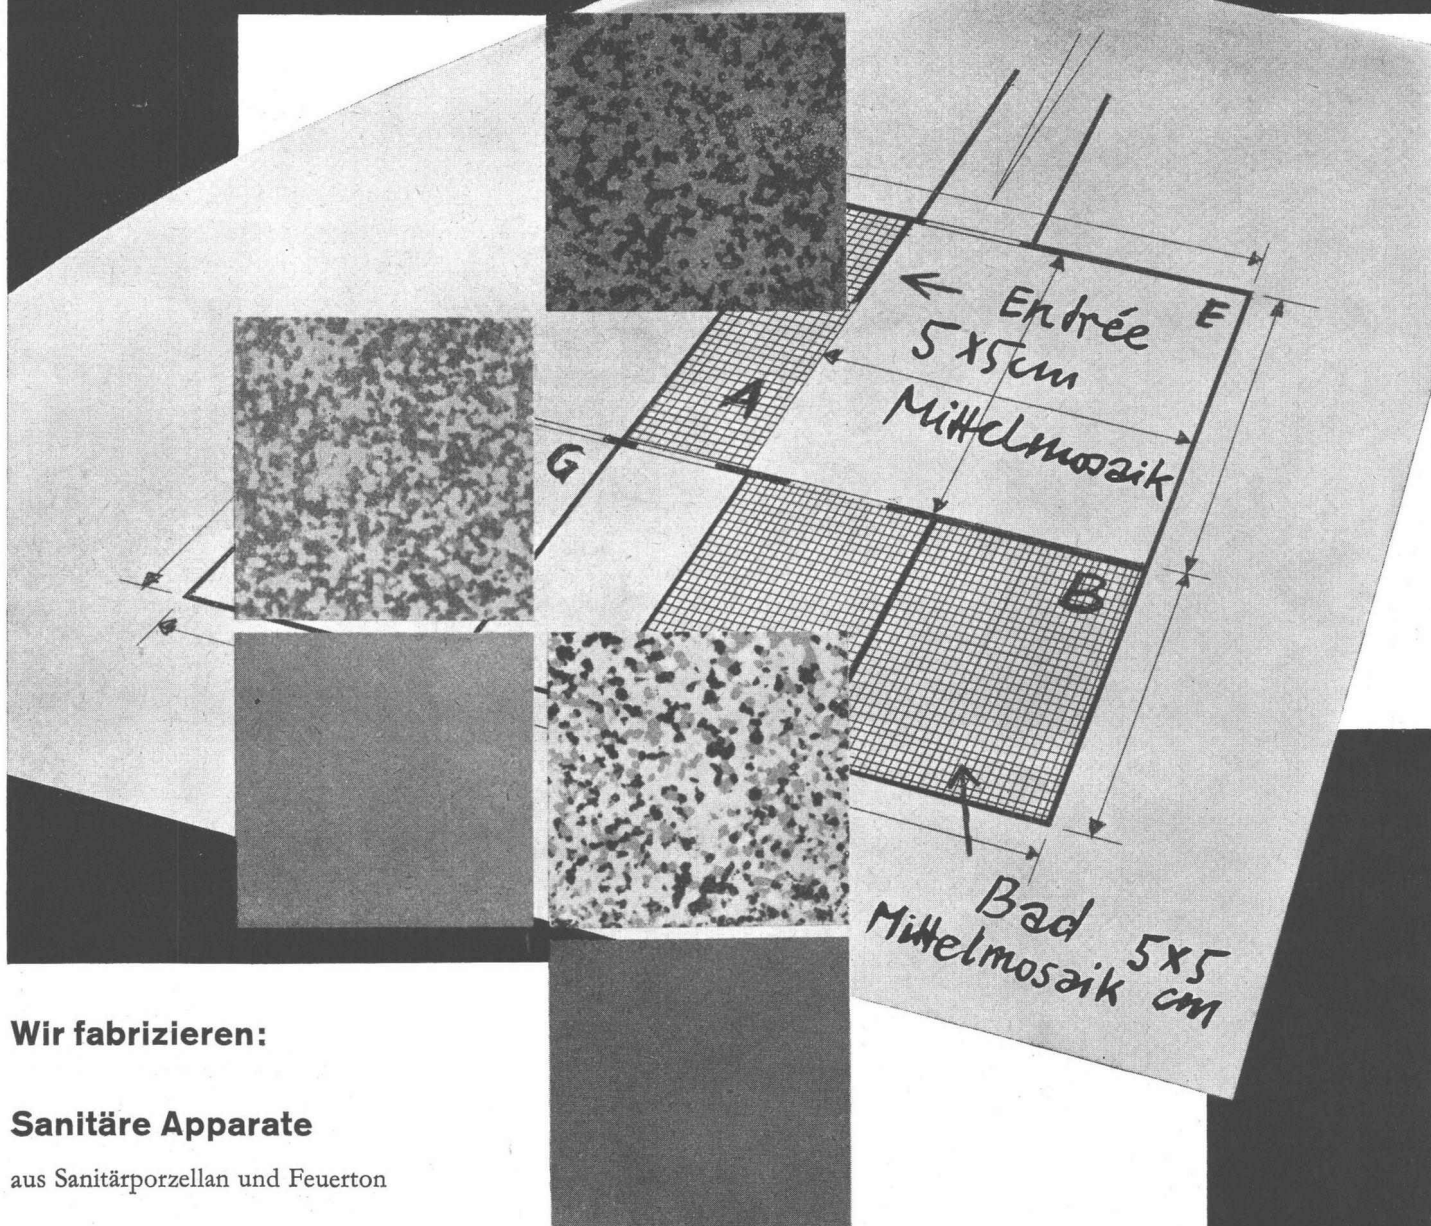 E
Entrée
5x5cm
Mittelmosaik
A
G
B
Bad
Mittelmosaik 5x5
cm
Wir fabrizieren:
Sanitäre Apparate
aus Sanitärporzellan und Feuerton